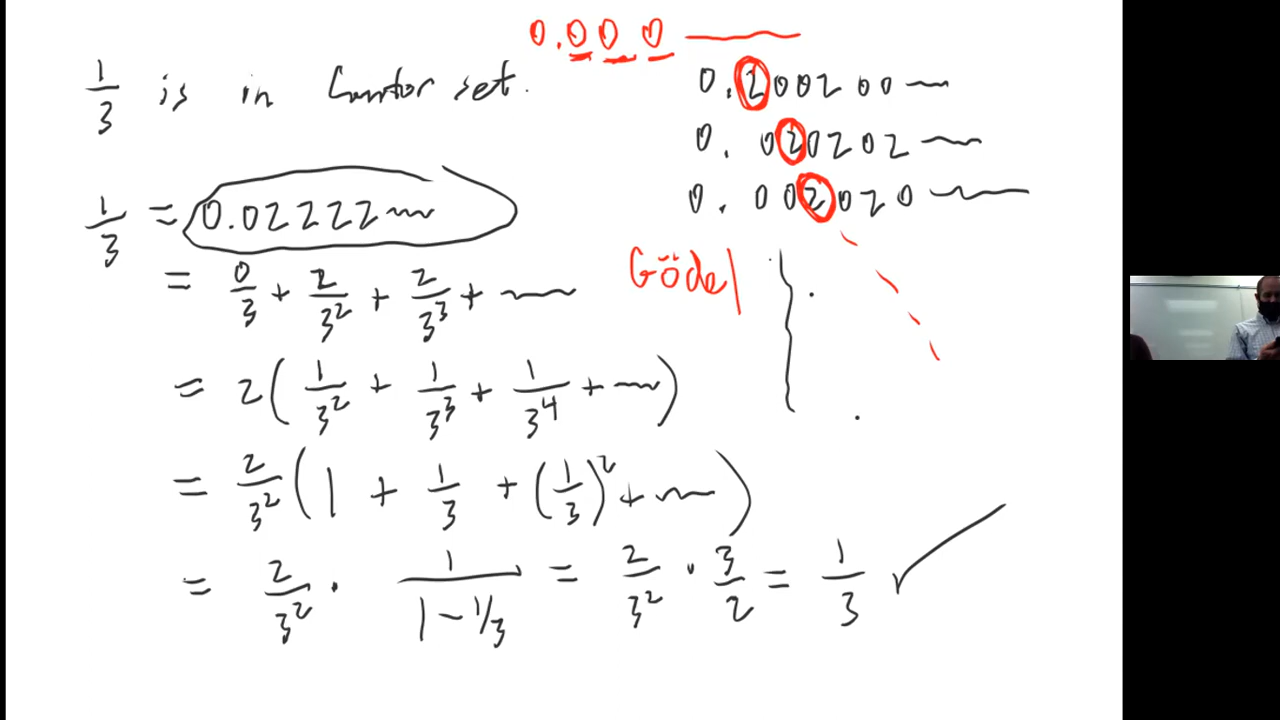 0.000
1/3 is in Cantor set.
0.200200
0.020202
0.002020
1/3 = 0.02222
Gödel
= 0/3 + 2/3² + 2/3³ +
= 2(1/3² + 1/3³ + 1/3⁴ + )
= 2/3²(1 + 1/3 + (1/3)² + )
= 2/3² · 1/(1 - 1/3) = 2/3² · 3/2 = 1/3 ✓